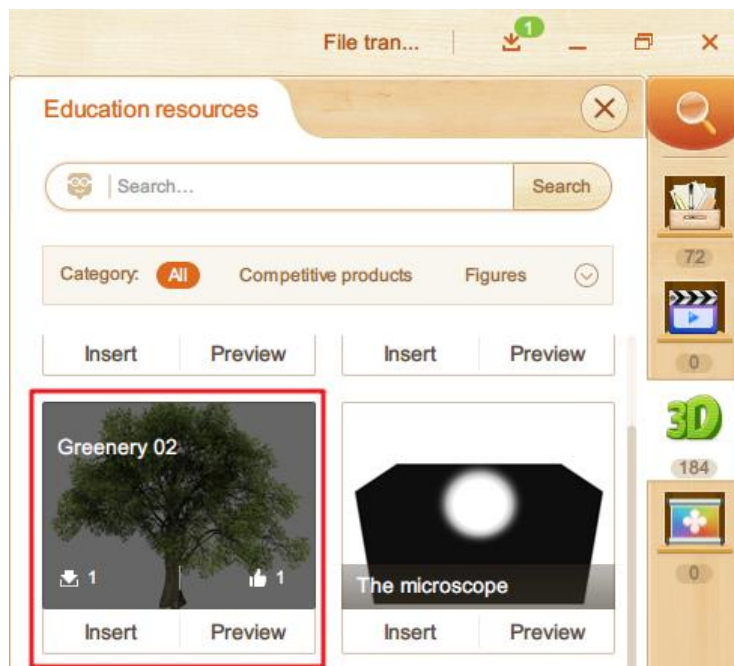 File tran...
1
Education resources
Search...
Search
Category:
All
Competitive products
Figures
72
0
3D
184
0
Insert
Preview
Insert
Preview
Greenery 02
1
1
The microscope
Insert
Preview
Insert
Preview